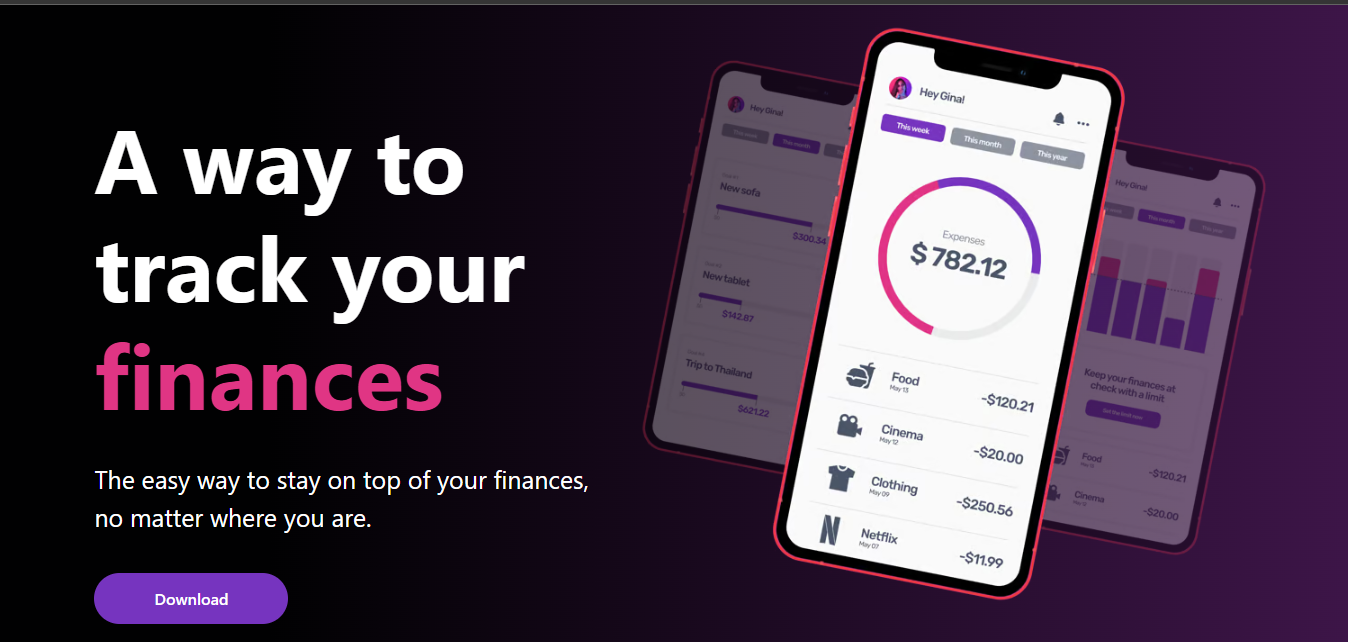 A way to
track your
finances
The easy way to stay on top of your finances,
no matter where you are.
Download
Hey Gina!
This week
This month
New sofa
$300.34
New tablet
$142.87
Trip to Thailand
$621.22
Hey Gina!
This week
This month
This year
Expenses
$ 782.12
Food
May 13
-$120.21
Cinema
May 12
-$20.00
Clothing
May 09
-$250.56
Netflix
May 07
-$11.99
Hey Gina!
week
This month
This year
Keep your finances at
check with a limit
Set the limit now
Food
-$120.21
Cinema
-$20.00